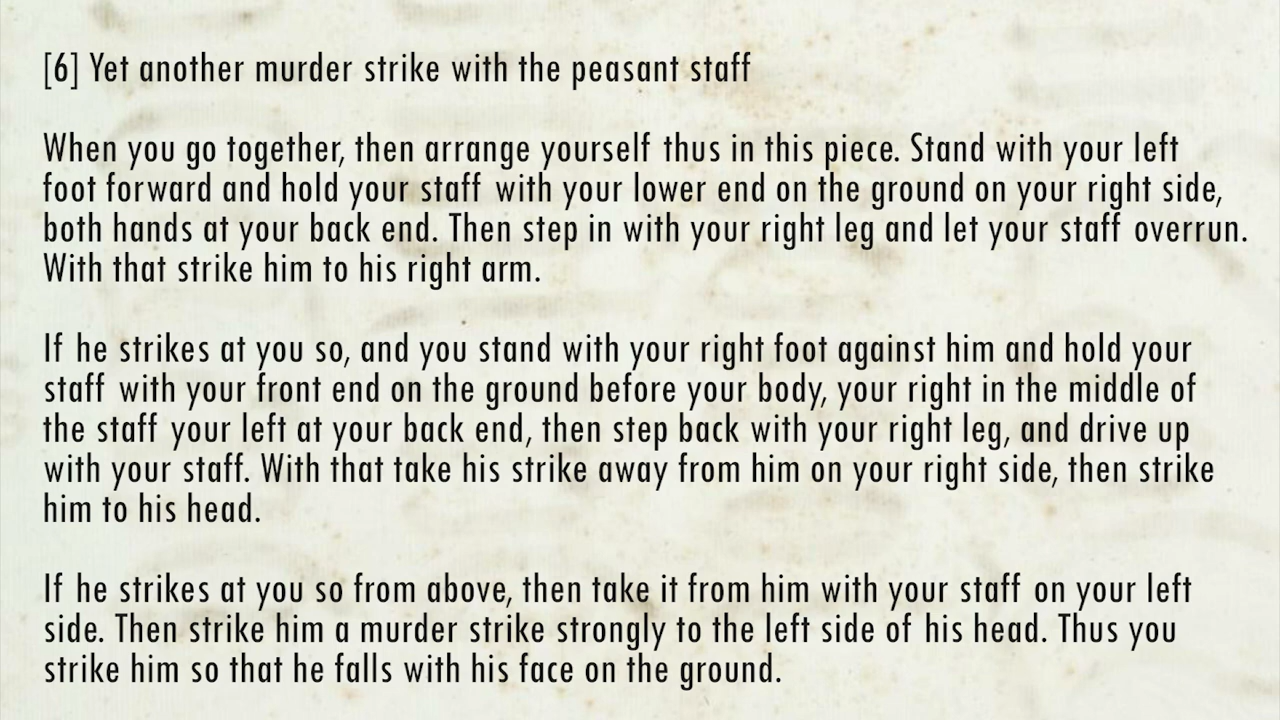 [6] Yet another murder strike with the peasant staff
When you go together, then arrange yourself thus in this piece. Stand with your left
foot forward and hold your staff with your lower end on the ground on your right side,
both hands at your back end. Then step in with your right leg and let your staff overrun.
With that strike him to his right arm.
If he strikes at you so, and you stand with your right foot against him and hold your
staff with your front end on the ground before your body, your right in the middle of
the staff your left at your back end, then step back with your right leg, and drive up
with your staff. With that take his strike away from him on your right side, then strike
him to his head.
If he strikes at you so from above, then take it from him with your staff on your left
side. Then strike him a murder strike strongly to the left side of his head. Thus you
strike him so that he falls with his face on the ground.